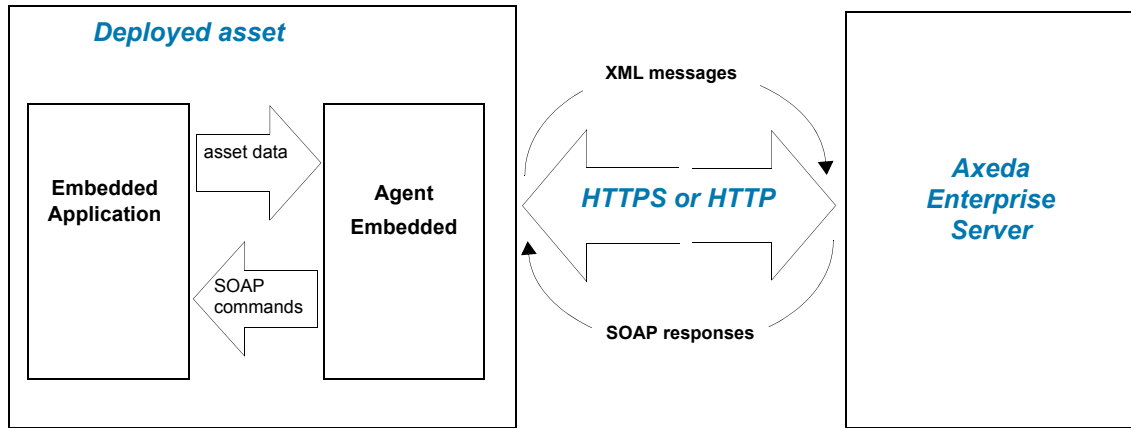 Deployed asset
Embedded
Application
asset data
SOAP
commands
Agent
Embedded
XML messages
HTTPS or HTTP
SOAP responses
Axeda
Enterprise
Server